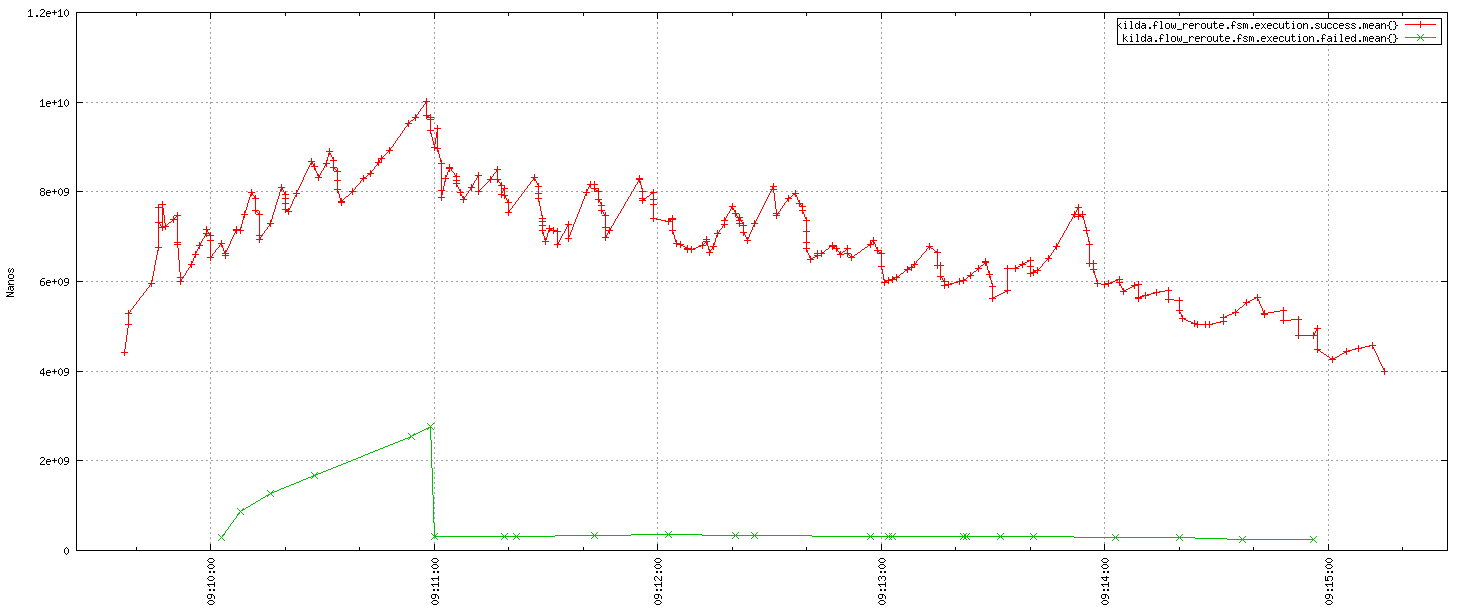 1.2e+10
kilda.flow_reroute.fsm.execution.success.mean{}
kilda.flow_reroute.fsm.execution.failed.mean{}
1e+10
8e+09
6e+09
4e+09
2e+09
0
Nanos
09:10:00
09:11:00
09:12:00
09:13:00
09:14:00
09:15:00